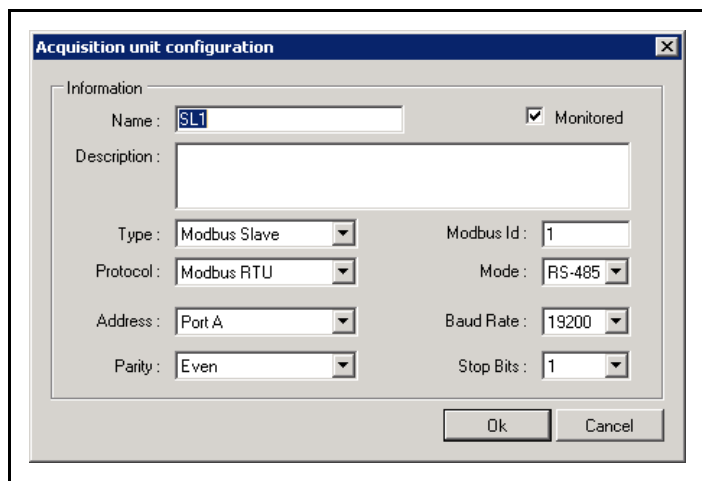 Acquisition unit configuration
Information
Name : SL1 Monitored
Description :
Type : Modbus Slave Modbus Id : 1
Protocol : Modbus RTU Mode : RS-485
Address : Port A Baud Rate : 19200
Parity : Even Stop Bits : 1
Ok Cancel